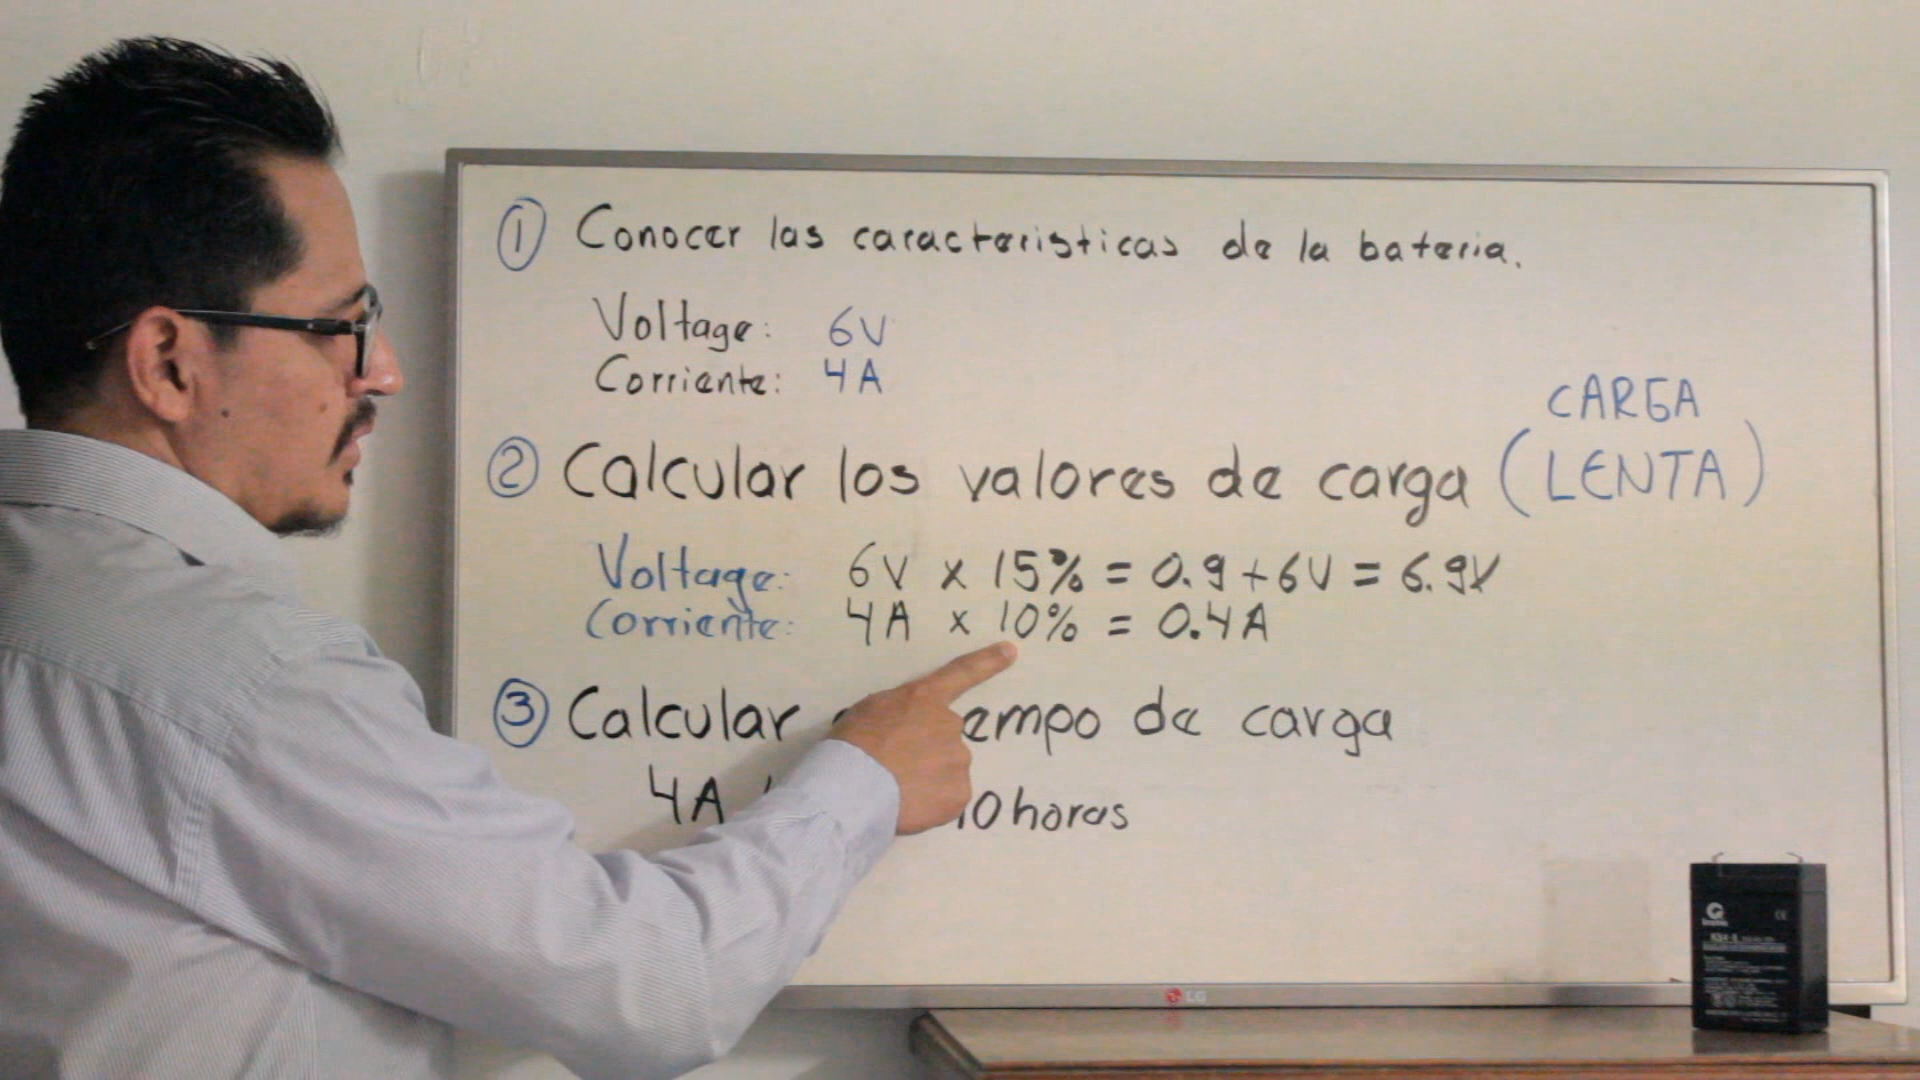 ① Conocer las caracteristicas de la bateria.
Voltage: 6V
Corriente: 4A
② Calcular los valores de carga (CARGA LENTA)
Voltage: 6V x 15% = 0.9 + 6V = 6.9V
Corriente: 4A x 10% = 0.4A
③ Calcular empo de carga
4A 10 horas
LG